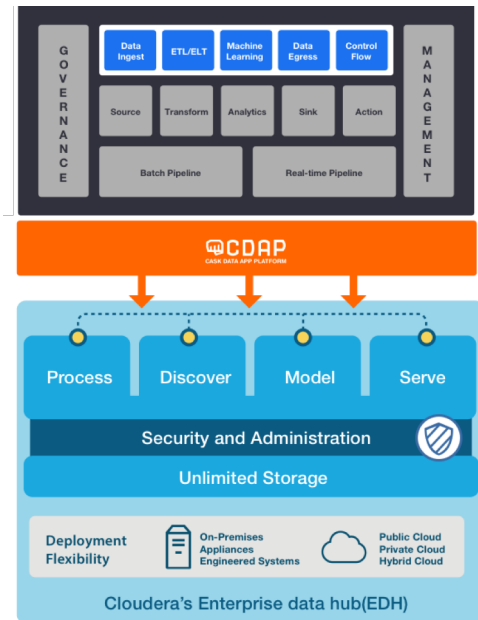 GOVERNANCE
Data
Ingest
ETL/ELT
Machine
Learning
Data
Egress
Control
Flow
MANAGEMENT
Source
Transform
Analytics
Sink
Action
Batch Pipeline
Real-time Pipeline
CDAP
CASK DATA APP PLATFORM
Process
Discover
Model
Serve
Security and Administration
Unlimited Storage
Deployment
Flexibility
On-Premises
Appliances
Engineered Systems
Public Cloud
Private Cloud
Hybrid Cloud
Cloudera's Enterprise data hub(EDH)